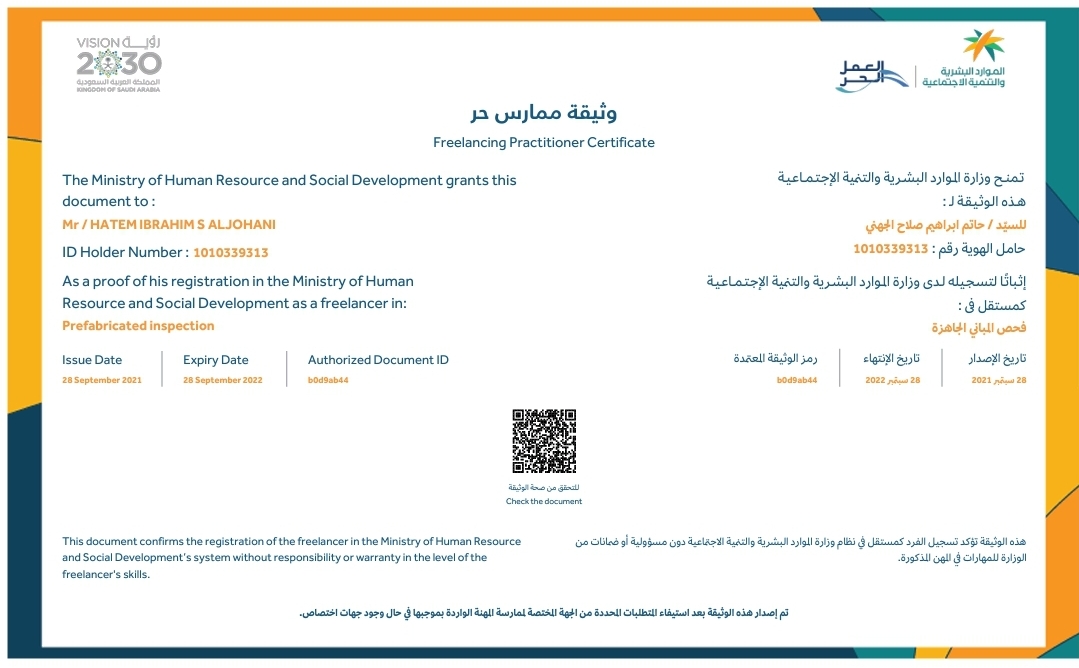 VISION رؤيـــة
2030
المملكة العربية السعودية
KINGDOM OF SAUDI ARABIA
العمل
الحر
الموارد البشرية
والتنمية الاجتماعية
وثيقة ممارس حر
Freelancing Practitioner Certificate
The Ministry of Human Resource and Social Development grants this
document to :
Mr / HATEM IBRAHIM S ALJOHANI
ID Holder Number : 1010339313
As a proof of his registration in the Ministry of Human
Resource and Social Development as a freelancer in:
Prefabricated inspection
Issue Date
Expiry Date
Authorized Document ID
28 September 2021
28 September 2022
b0d9ab44
تمنح وزارة الموارد البشرية والتنمية الإجتماعية
هذه الوثيقة لـ :
للسيّد / حاتم ابراهيم صلاح الجهني
حامل الهوية رقم : 1010339313
إثباتًا لتسجيله لدى وزارة الموارد البشرية والتنمية الإجتماعية
كمستقل في :
فحص المباني الجاهزة
تاريخ الإصدار
تاريخ الإنتهاء
رمز الوثيقة المعتمدة
28 سبتمبر 2021
28 سبتمبر 2022
b0d9ab44
للتحقق من صحة الوثيقة
Check the document
This document confirms the registration of the freelancer in the Ministry of Human Resource
and Social Development's system without responsibility or warranty in the level of the
freelancer's skills.
هذه الوثيقة تؤكد تسجيل الفرد كمستقل في نظام وزارة الموارد البشرية والتنمية الاجتماعية دون مسؤولية أو ضمانات من
الوزارة للمهارات في المهن المذكورة.
تم إصدار هذه الوثيقة بعد استيفاء المتطلبات المحددة من الجهة المختصة لممارسة المهنة الواردة بموجبها في حال وجود جهات اختصاص.